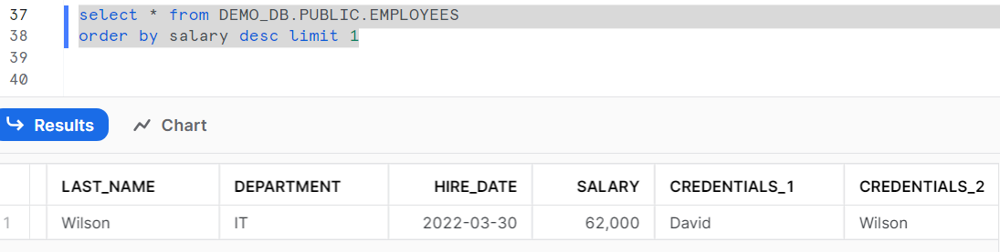 37 select * from DEMO_DB.PUBLIC.EMPLOYEES
38 order by salary desc limit 1
39
40
Results Chart
LAST_NAME DEPARTMENT HIRE_DATE SALARY CREDENTIALS_1 CREDENTIALS_2
1 Wilson IT 2022-03-30 62,000 David Wilson